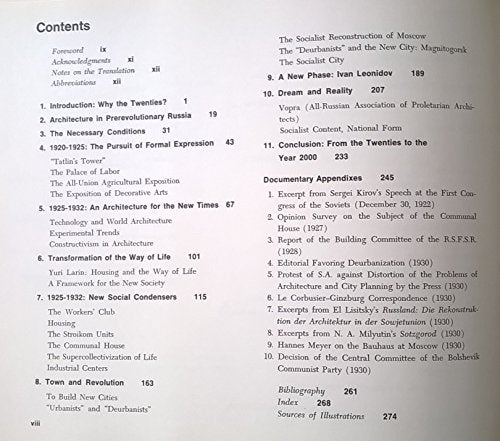 Contents
Foreword ix
Acknowledgments xi
Notes on the Translation xii
Abbreviations xii
1. Introduction: Why the Twenties? 1
2. Architecture in Prerevolutionary Russia 19
3. The Necessary Conditions 31
4. 1920-1925: The Pursuit of Formal Expression 43
"Tatlin's Tower"
The Palace of Labor
The All-Union Agricultural Exposition
The Exposition of Decorative Arts
5. 1925-1932: An Architecture for the New Times 67
Technology and World Architecture
Experimental Trends
Constructivism in Architecture
6. Transformation of the Way of Life 101
Yuri Larin: Housing and the Way of Life
A Framework for the New Society
7. 1925-1932: New Social Condensers 115
The Workers' Club
Housing
The Stroikom Units
The Communal House
The Supercollectivization of Life
Industrial Centers
8. Town and Revolution 163
To Build New Cities
"Urbanists" and "Deurbanists"
viii
The Socialist Reconstruction of Moscow
The "Deurbanists" and the New City: Magnitogorsk
The Socialist City
9. A New Phase: Ivan Leonidov 189
10. Dream and Reality 207
Vopra (All-Russian Association of Proletarian Archi-
tects)
Socialist Content, National Form
11. Conclusion: From the Twenties to the
Year 2000 233
Documentary Appendixes 245
1. Excerpt from Sergei Kirov's Speech at the First Con-
gress of the Soviets (December 30, 1922)
2. Opinion Survey on the Subject of the Communal
House (1927)
3. Report of the Building Committee of the R.S.F.S.R.
(1928)
4. Editorial Favoring Deurbanization (1930)
5. Protest of S.A. against Distortion of the Problems of
Architecture and City Planning by the Press (1930)
6. Le Corbusier-Ginzburg Correspondence (1930)
7. Excerpts from El Lisitsky's Russland: Die Rekonstruk-
tion der Architektur in der Sowjetunion (1930)
8. Excerpts from N. A. Milyutin's Sotzgorod (1930)
9. Hannes Meyer on the Bauhaus at Moscow (1930)
10. Decision of the Central Committee of the Bolshevik
Communist Party (1930)
Bibliography 261
Index 268
Sources of Illustrations 274